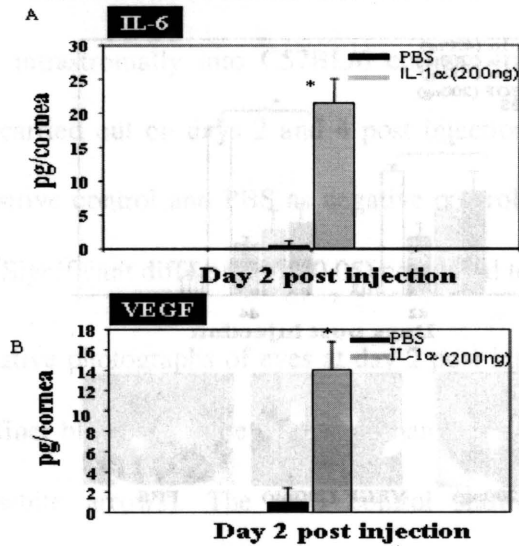 A
IL-6
30
25
20
15
10
5
0
pg/cornea
PBS
IL-1α (200ng)
*
Day 2 post injection
B
VEGF
18
16
14
12
10
8
6
4
2
0
pg/cornea
PBS
IL-1α (200ng)
*
Day 2 post injection